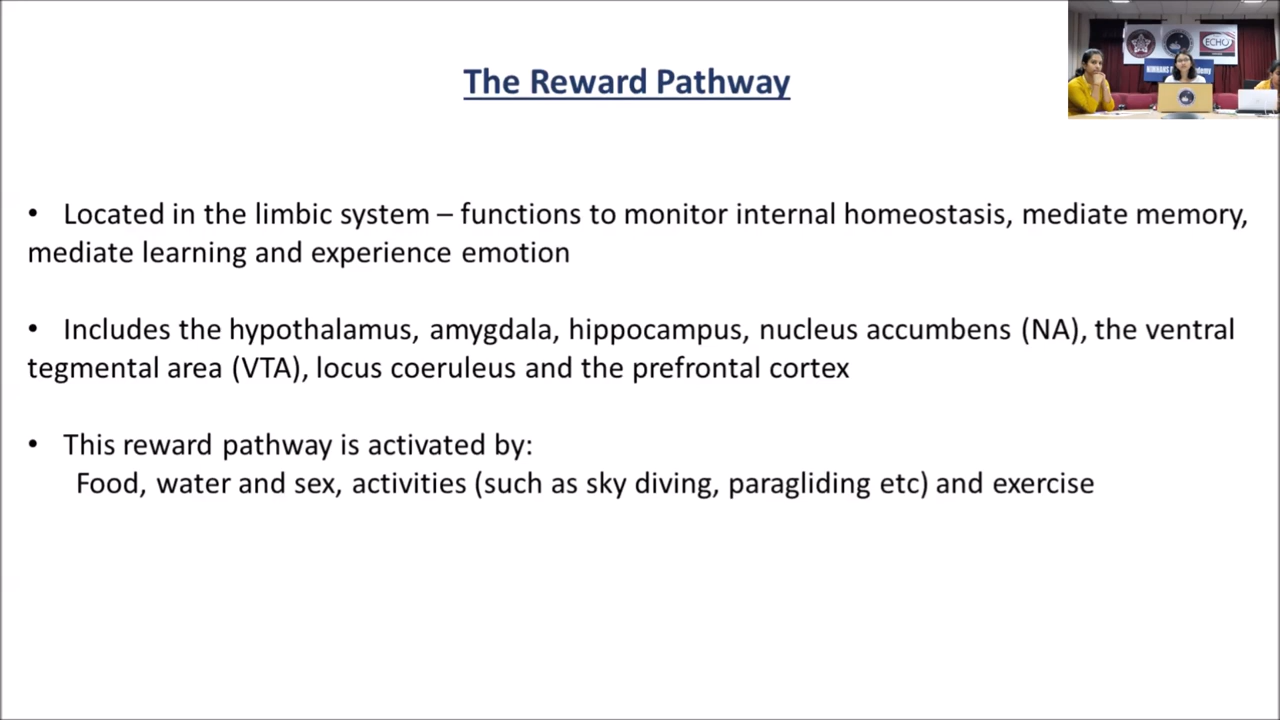 The Reward Pathway
ECHO
• Located in the limbic system – functions to monitor internal homeostasis, mediate memory,
mediate learning and experience emotion
• Includes the hypothalamus, amygdala, hippocampus, nucleus accumbens (NA), the ventral
tegmental area (VTA), locus coeruleus and the prefrontal cortex
• This reward pathway is activated by:
Food, water and sex, activities (such as sky diving, paragliding etc) and exercise